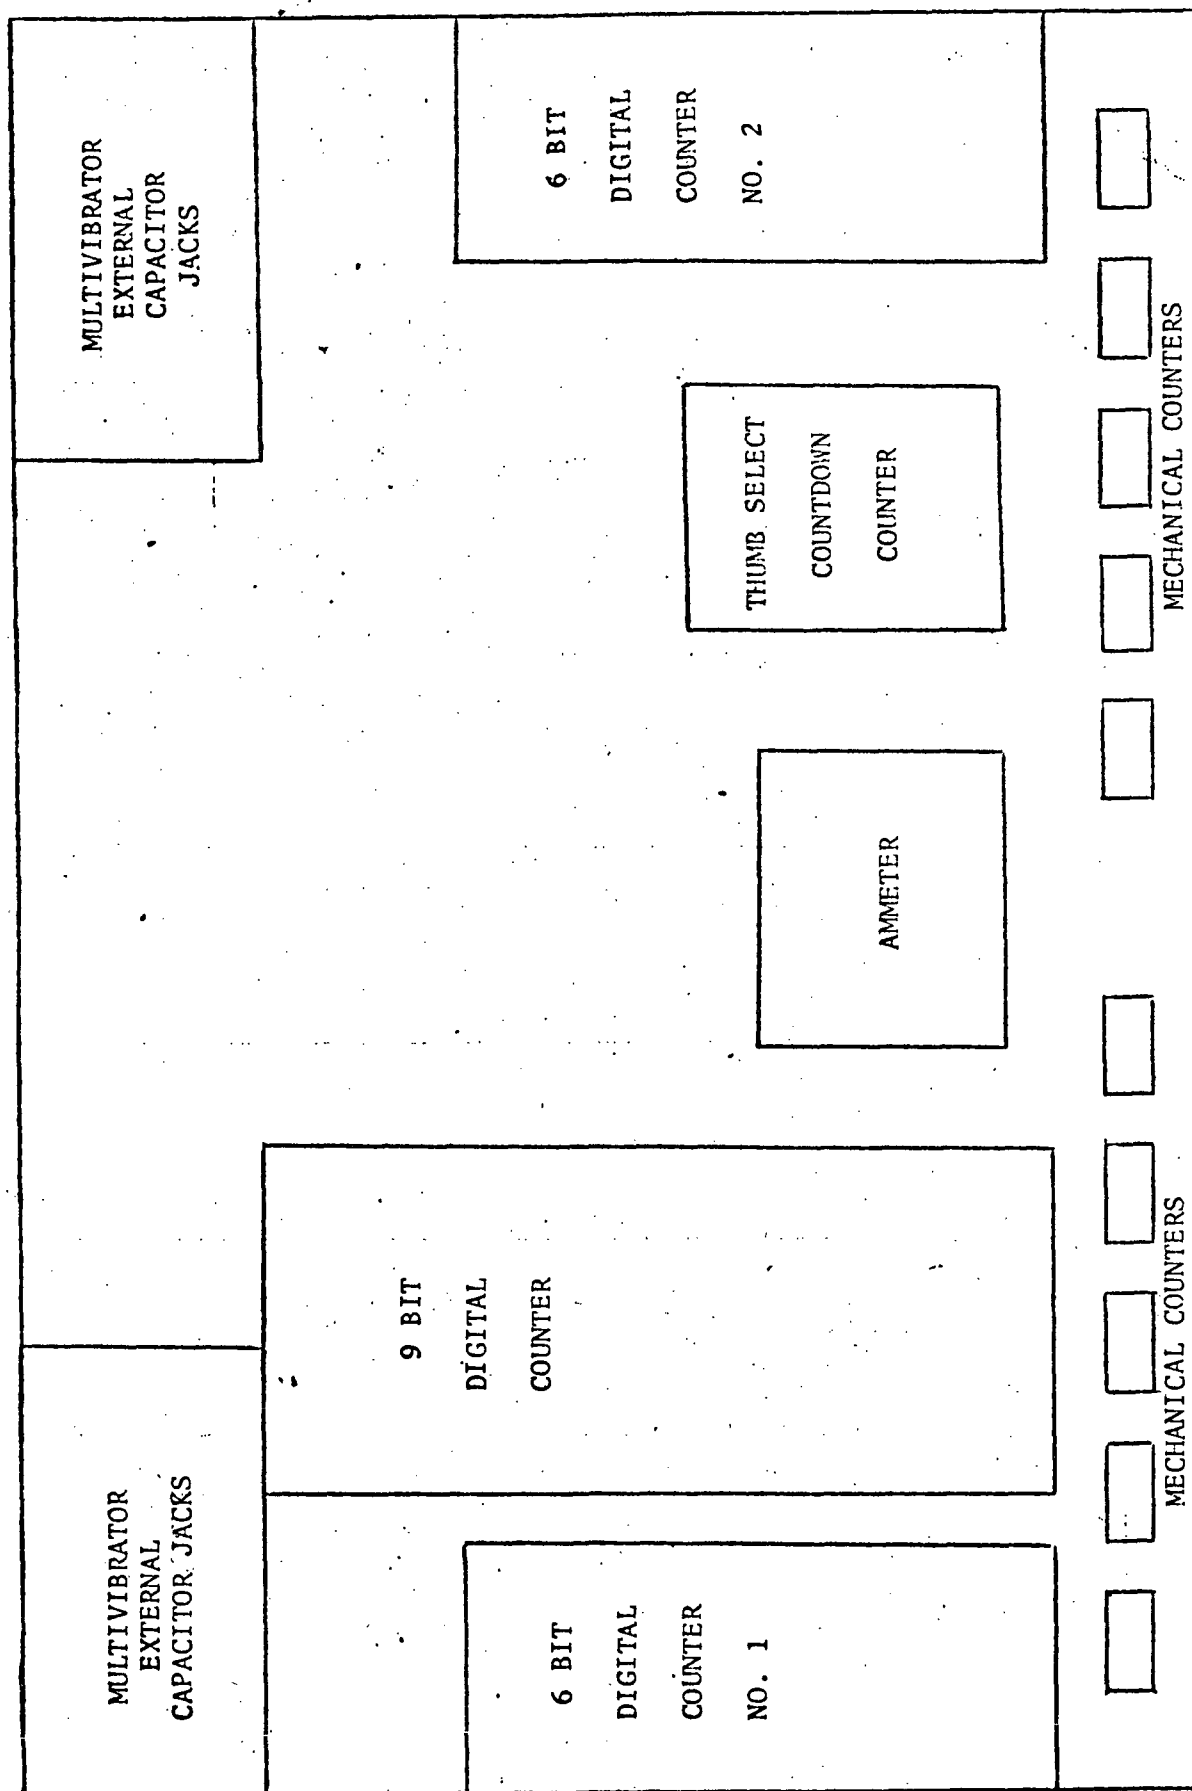 MULTIVIBRATOR
EXTERNAL
CAPACITOR JACKS
MULTIVIBRATOR
EXTERNAL
CAPACITOR
JACKS
6 BIT
DIGITAL
COUNTER
NO. 1
9 BIT
DIGITAL
COUNTER
AMMETER
THUMB SELECT
COUNTDOWN
COUNTER
6 BIT
DIGITAL
COUNTER
NO. 2
MECHANICAL COUNTERS
MECHANICAL COUNTERS